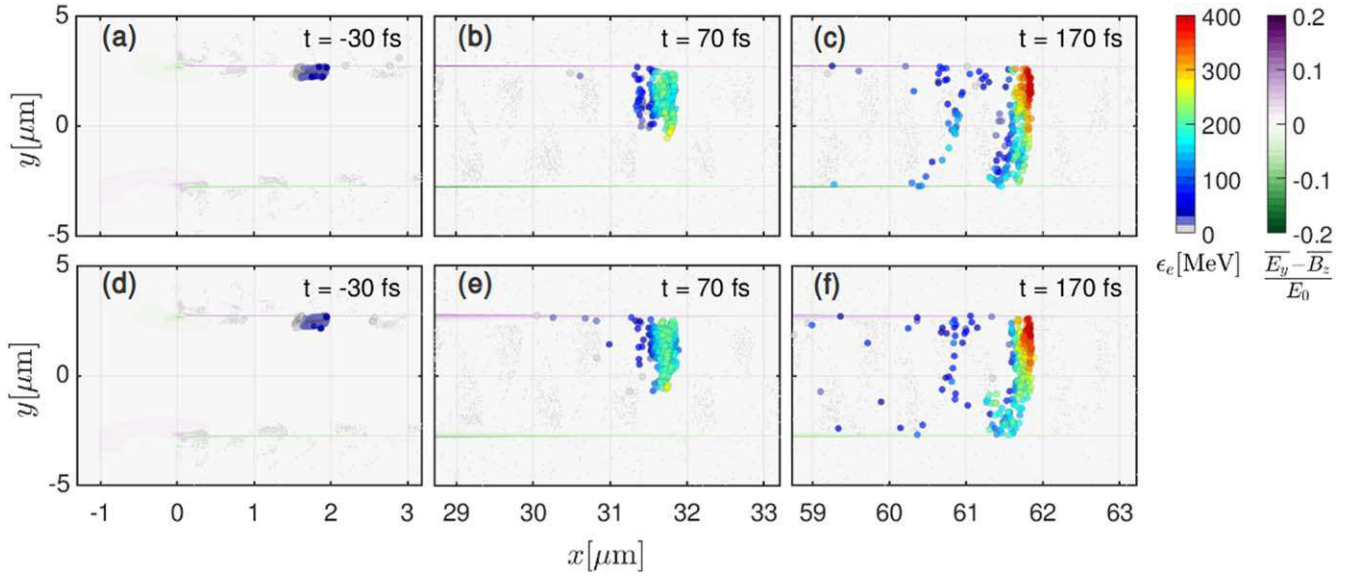 5
0
-5
y[μm]
(a)
t = -30 fs
(b)
t = 70 fs
(c)
t = 170 fs
400
300
200
100
0
ϵe[MeV]
0.2
0.1
0
-0.1
-0.2
Ey−Bz
E0
5
0
-5
y[μm]
(d)
t = -30 fs
(e)
t = 70 fs
(f)
t = 170 fs
-1 0 1 2 3 29 30 31 32 33 59 60 61 62 63
x[μm]